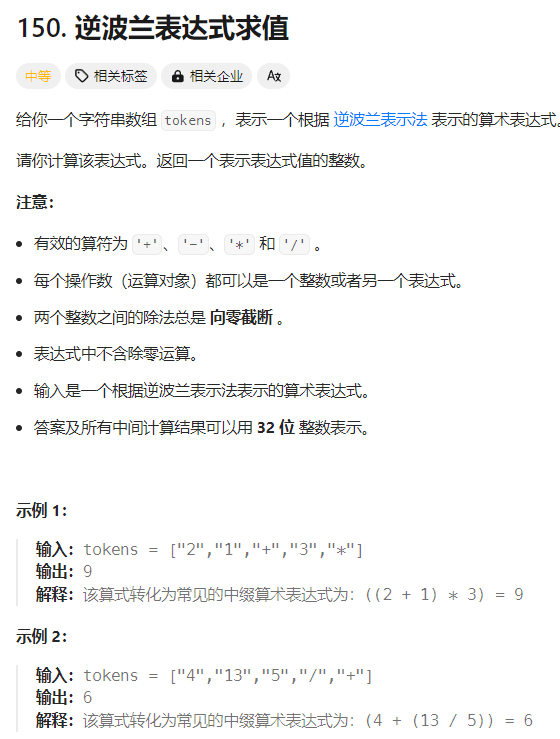 150. 逆波兰表达式求值
中等 相关标签 相关企业 A文
给你一个字符串数组 tokens ，表示一个根据 逆波兰表示法 表示的算术表达式。
请你计算该表达式。返回一个表示表达式值的整数。
注意：
有效的算符为 '+'、'-'、'*' 和 '/' 。
每个操作数（运算对象）都可以是一个整数或者另一个表达式。
两个整数之间的除法总是 向零截断 。
表达式中不含除零运算。
输入是一个根据逆波兰表示法表示的算术表达式。
答案及所有中间计算结果可以用 32 位 整数表示。
示例 1：
输入：tokens = ["2","1","+","3","*"]
输出：9
解释：该算式转化为常见的中缀算术表达式为：((2 + 1) * 3) = 9
示例 2：
输入：tokens = ["4","13","5","/","+"]
输出：6
解释：该算式转化为常见的中缀算术表达式为：(4 + (13 / 5)) = 6